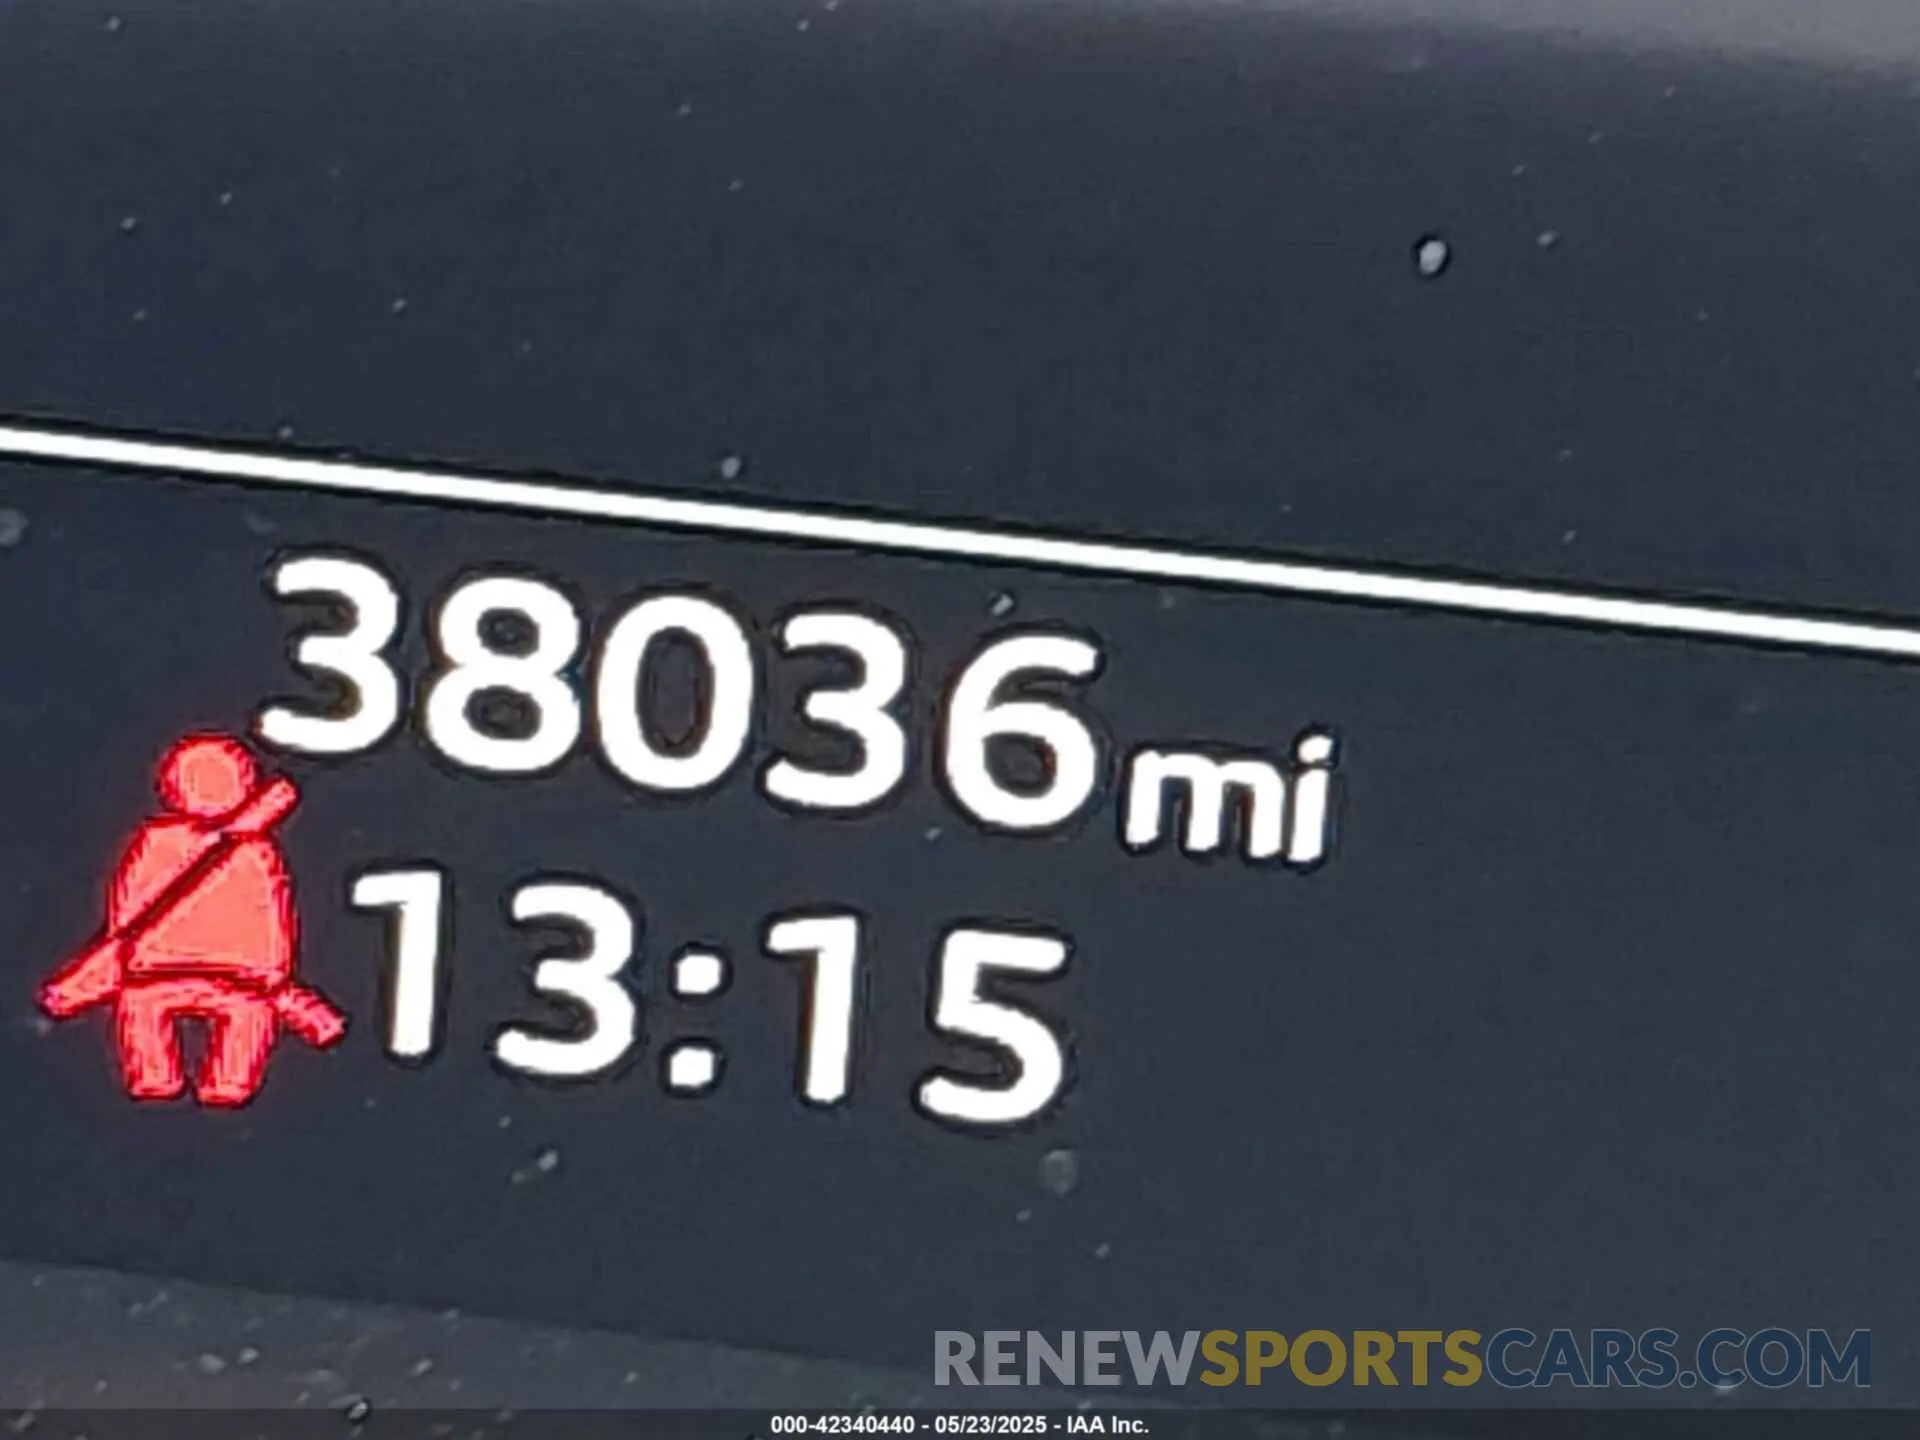 38036mi
13:15
RENEWSPORTSCARS.COM
000-42340440 - 05/23/2025 - IAA Inc.